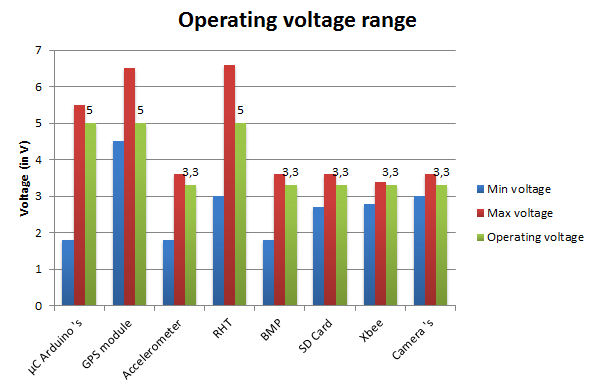 Operating voltage range
Voltage (in V)
7
6
5
4
3
2
1
0
5
5
3,3
5
3,3
3,3
3,3
3,3
µC Arduino 's
GPS module
Accelerometer
RHT
BMP
SD Card
Xbee
Camera 's
Min voltage
Max voltage
Operating voltage